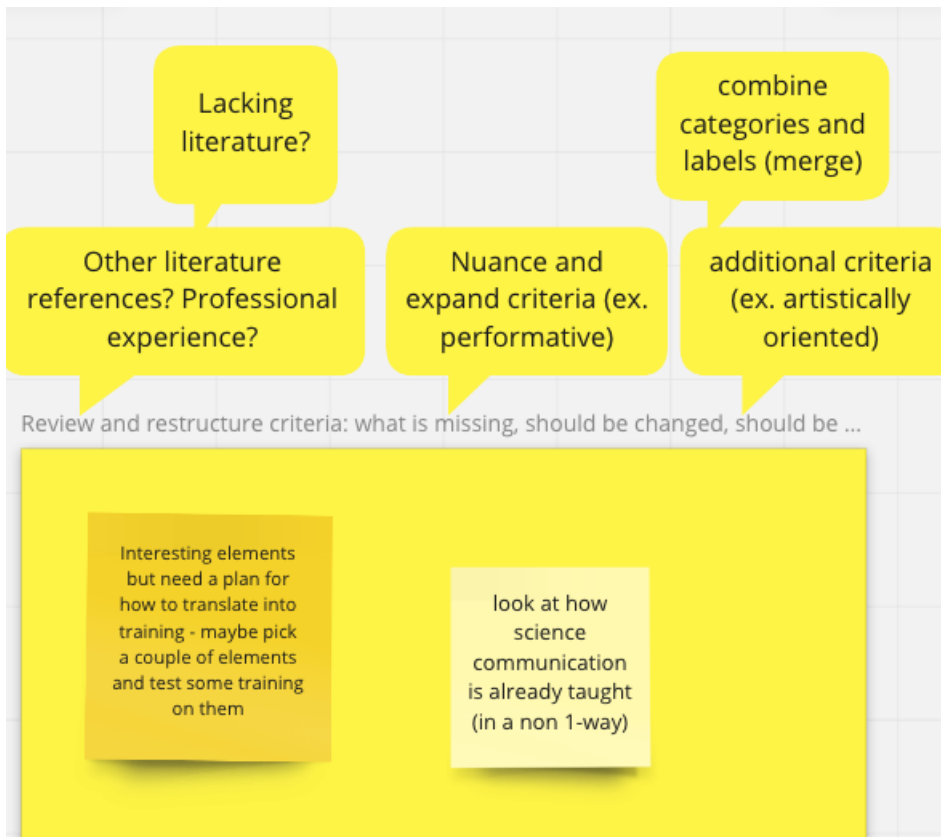 Lacking
literature?
combine
categories and
labels (merge)
Other literature
references? Professional
experience?
Nuance and
expand criteria (ex.
performative)
additional criteria
(ex. artistically
oriented)
Review and restructure criteria: what is missing, should be changed, should be ...
Interesting elements
but need a plan for
how to translate into
training - maybe pick
a couple of elements
and test some training
on them
look at how
science
communication
is already taught
(in a non 1-way)